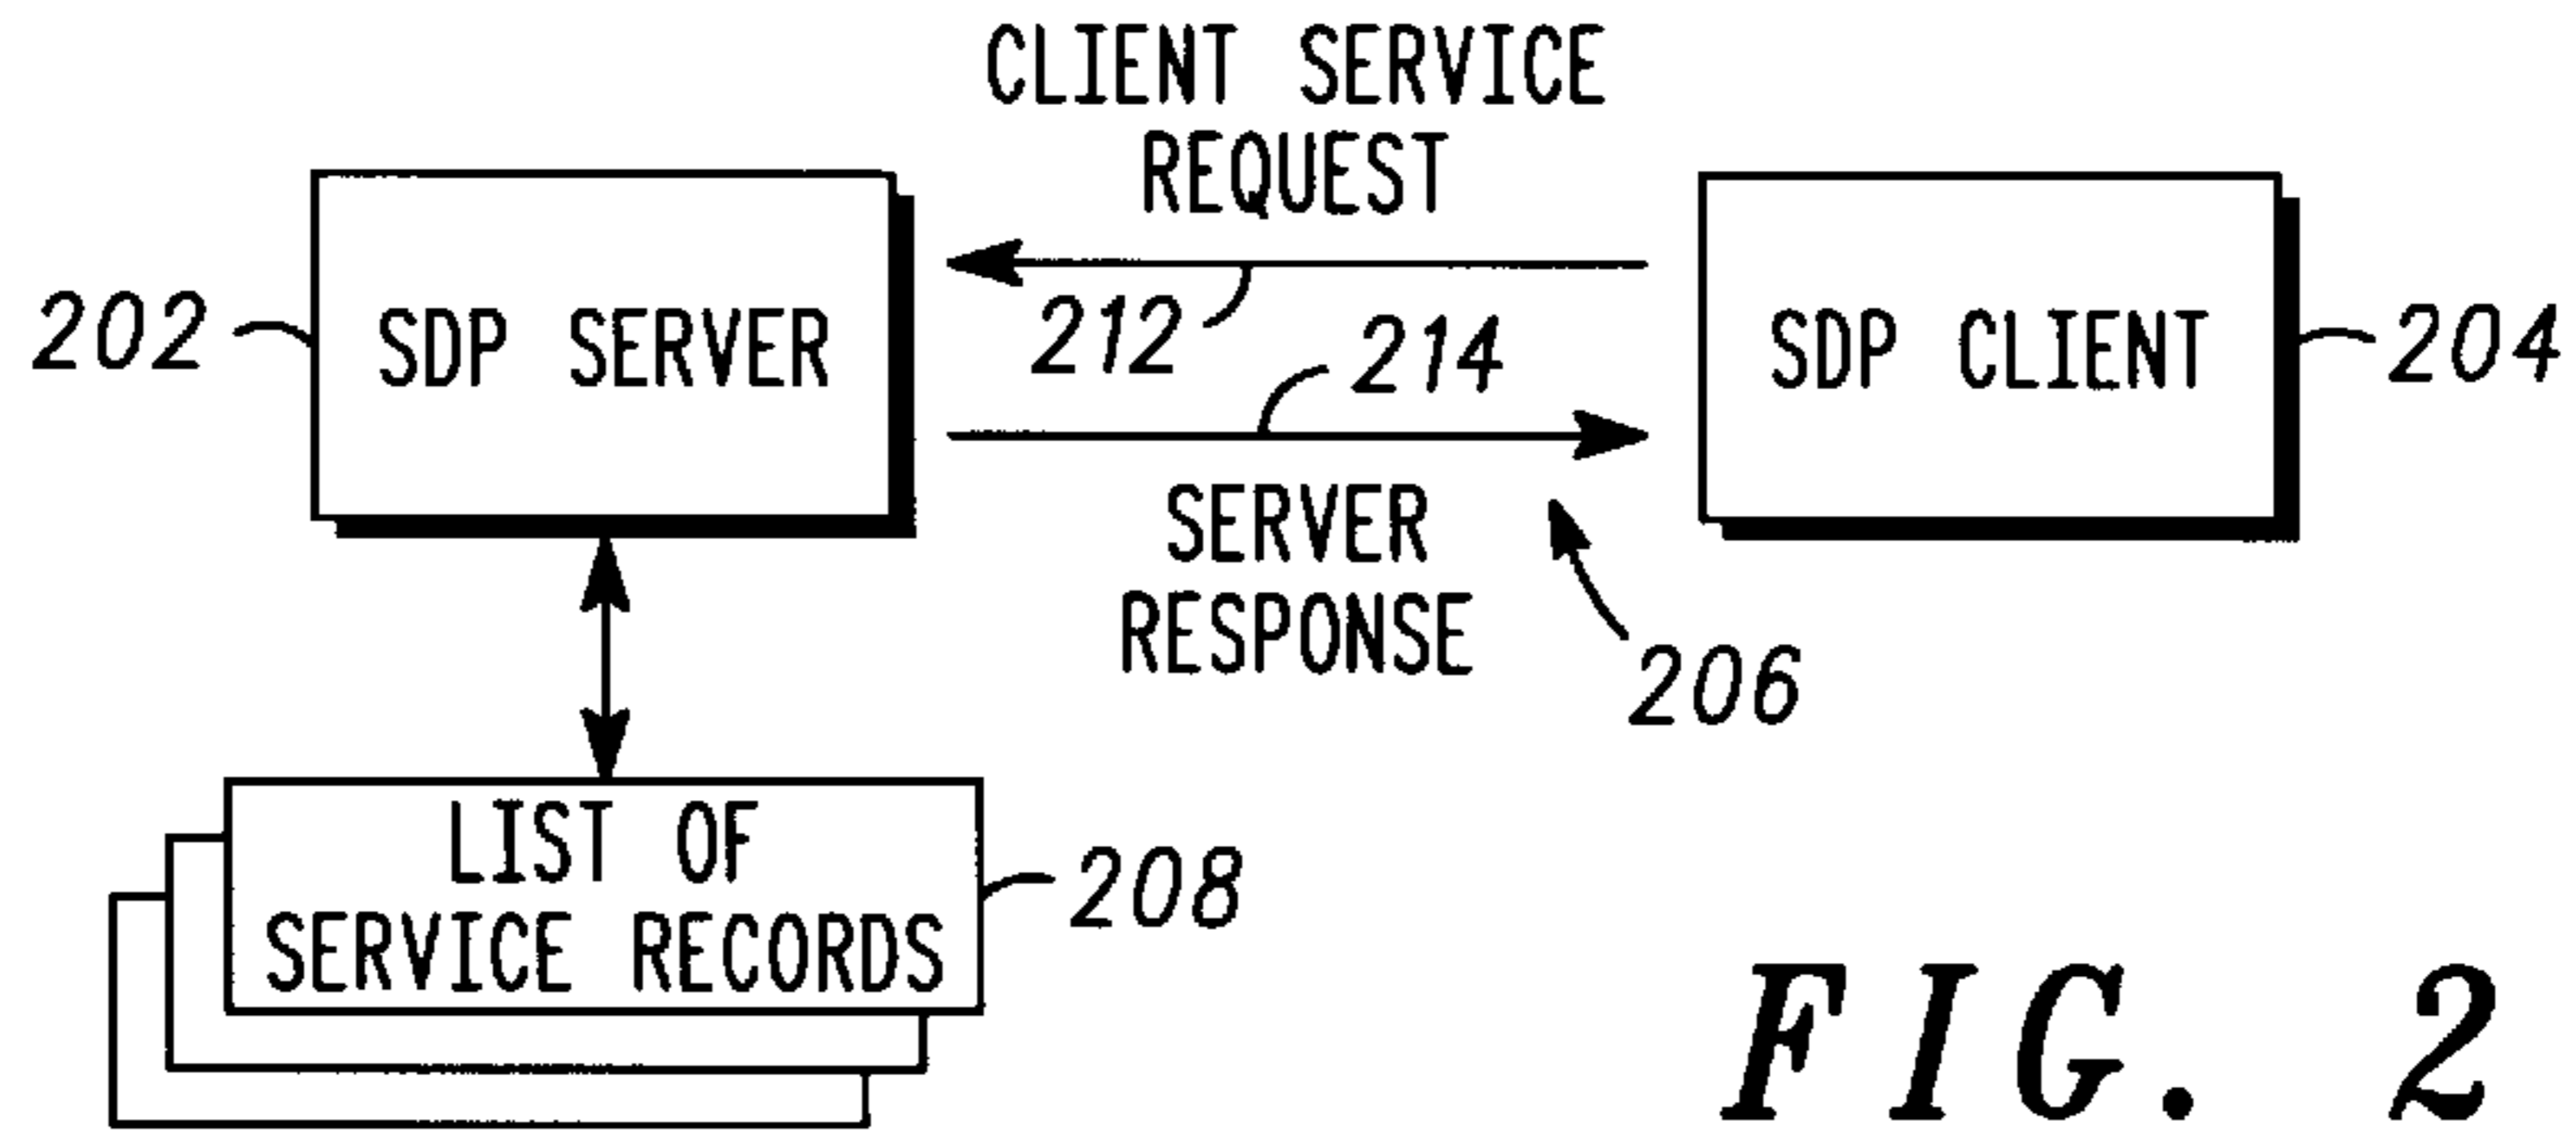 CLIENT SERVICE
REQUEST
202
SDP SERVER
212
214
SDP CLIENT
204
SERVER
RESPONSE
206
LIST OF
SERVICE RECORDS
208
FIG. 2